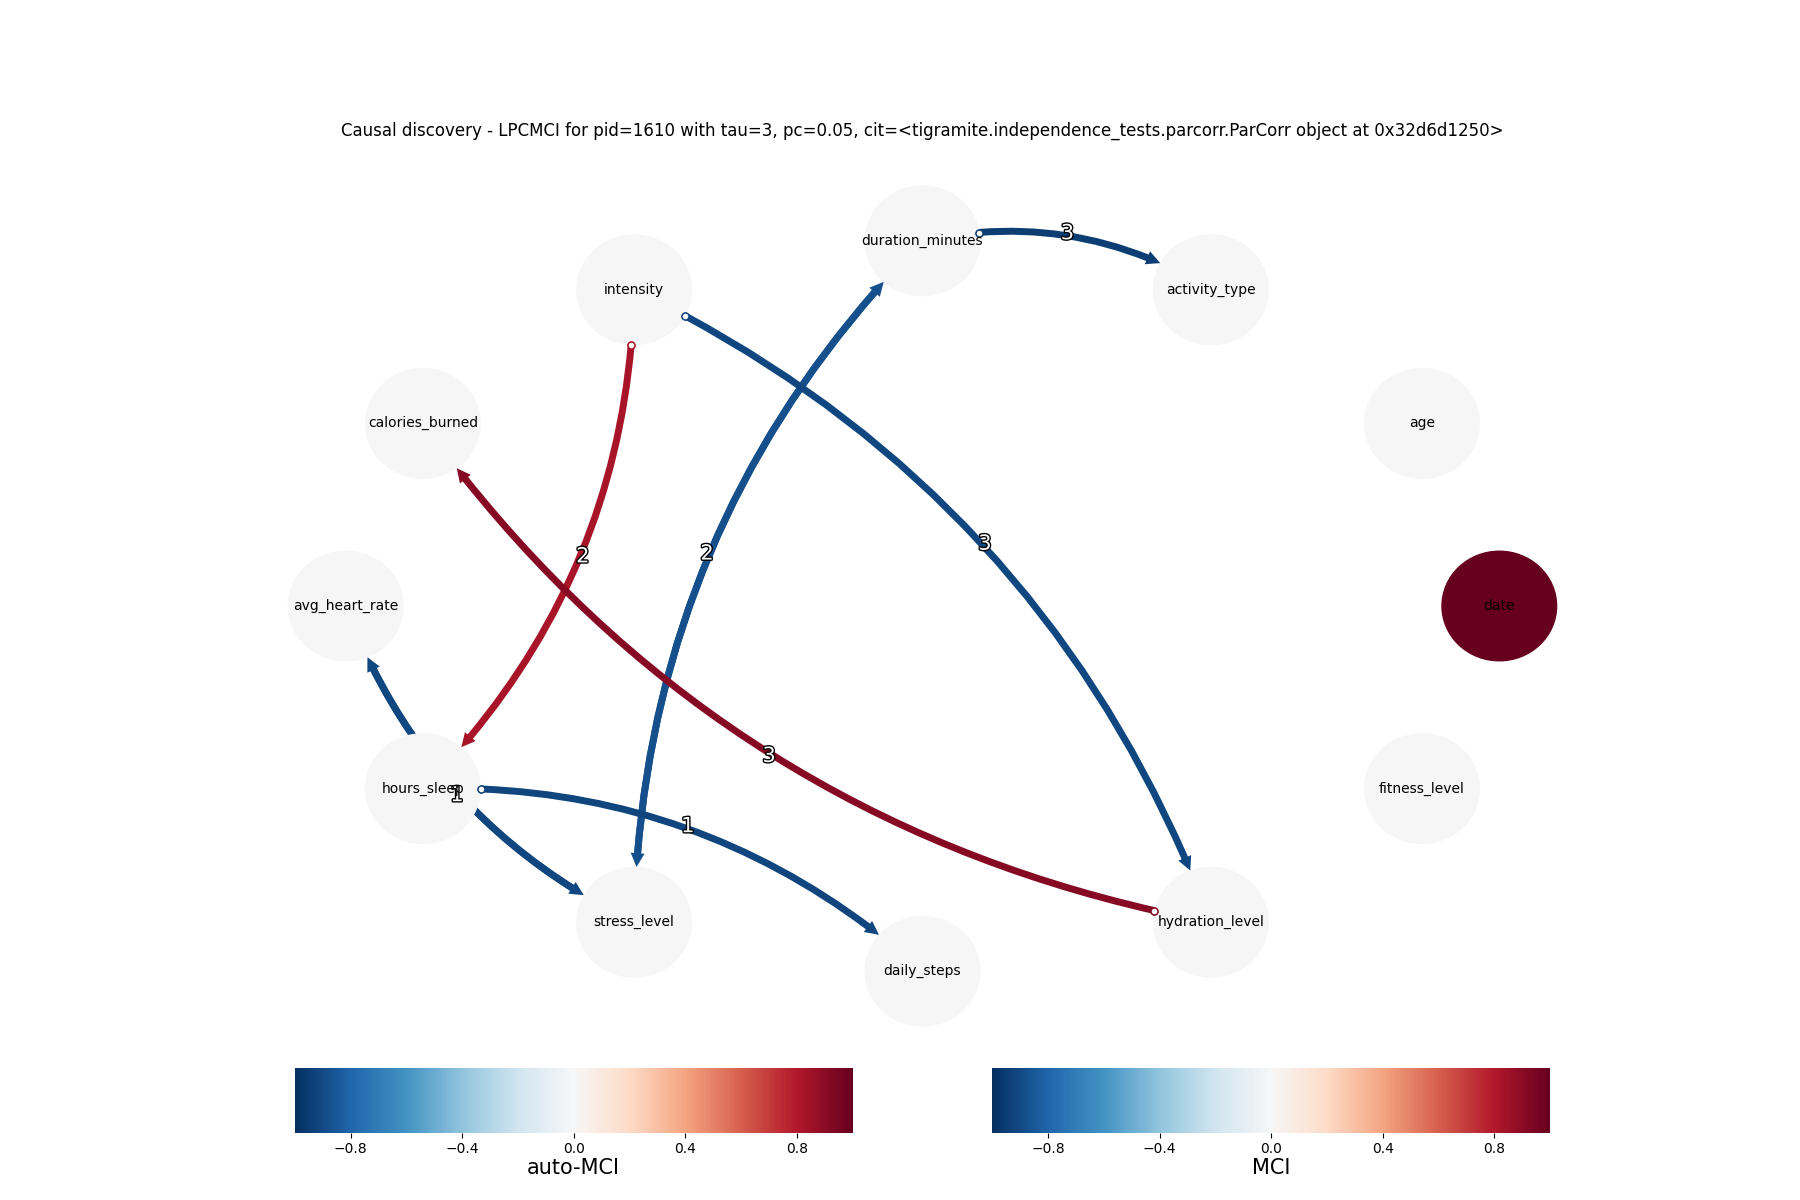 Causal discovery - LPCMCI for pid=1610 with tau=3, pc=0.05, cit=<tigramite.independence_tests.parcorr.ParCorr object at 0x32d6d1250>
duration_minutes
3
intensity
activity_type
calories_burned
age
2
2
3
avg_heart_rate
date
3
hours_sleep
1
fitness_level
1
stress_level
hydration_level
daily_steps
−0.8 −0.4 0.0 0.4 0.8
auto-MCI
−0.8 −0.4 0.0 0.4 0.8
MCI